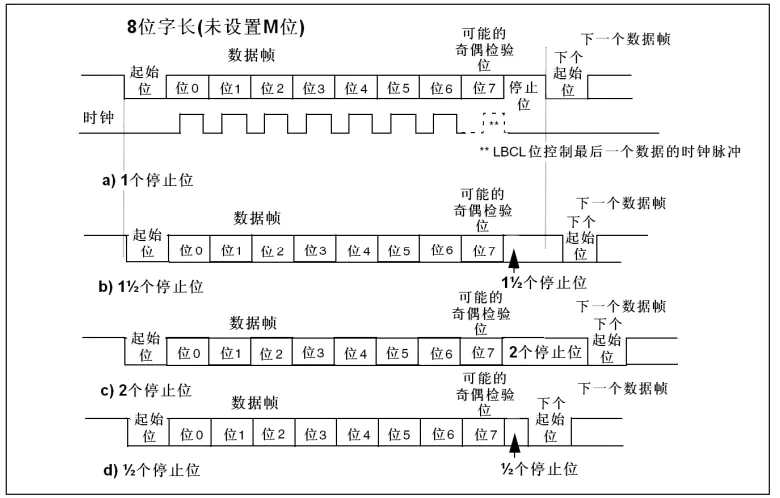 8位字长(未设置M位)
数据帧
可能的
奇偶检验
位
下一个数据帧
起始
位
位0
位1
位2
位3
位4
位5
位6
位7
停止
位
下个
起始
位
时钟
**
** LBCL位控制最后一个数据的时钟脉冲
a) 1个停止位
数据帧
可能的
奇偶检验
位
下一个数据帧
起始
位
位0
位1
位2
位3
位4
位5
位6
位7
下个
起始
位
b) 1½个停止位
1½个停止位
数据帧
可能的
奇偶检验
位
下一个数据帧
起始
位
位0
位1
位2
位3
位4
位5
位6
位7
2个停止位
下个
起始
位
c) 2个停止位
数据帧
可能的
奇偶检验
位
下一个数据帧
起始
位
位0
位1
位2
位3
位4
位5
位6
位7
下个
起始
位
d) ½个停止位
½个停止位